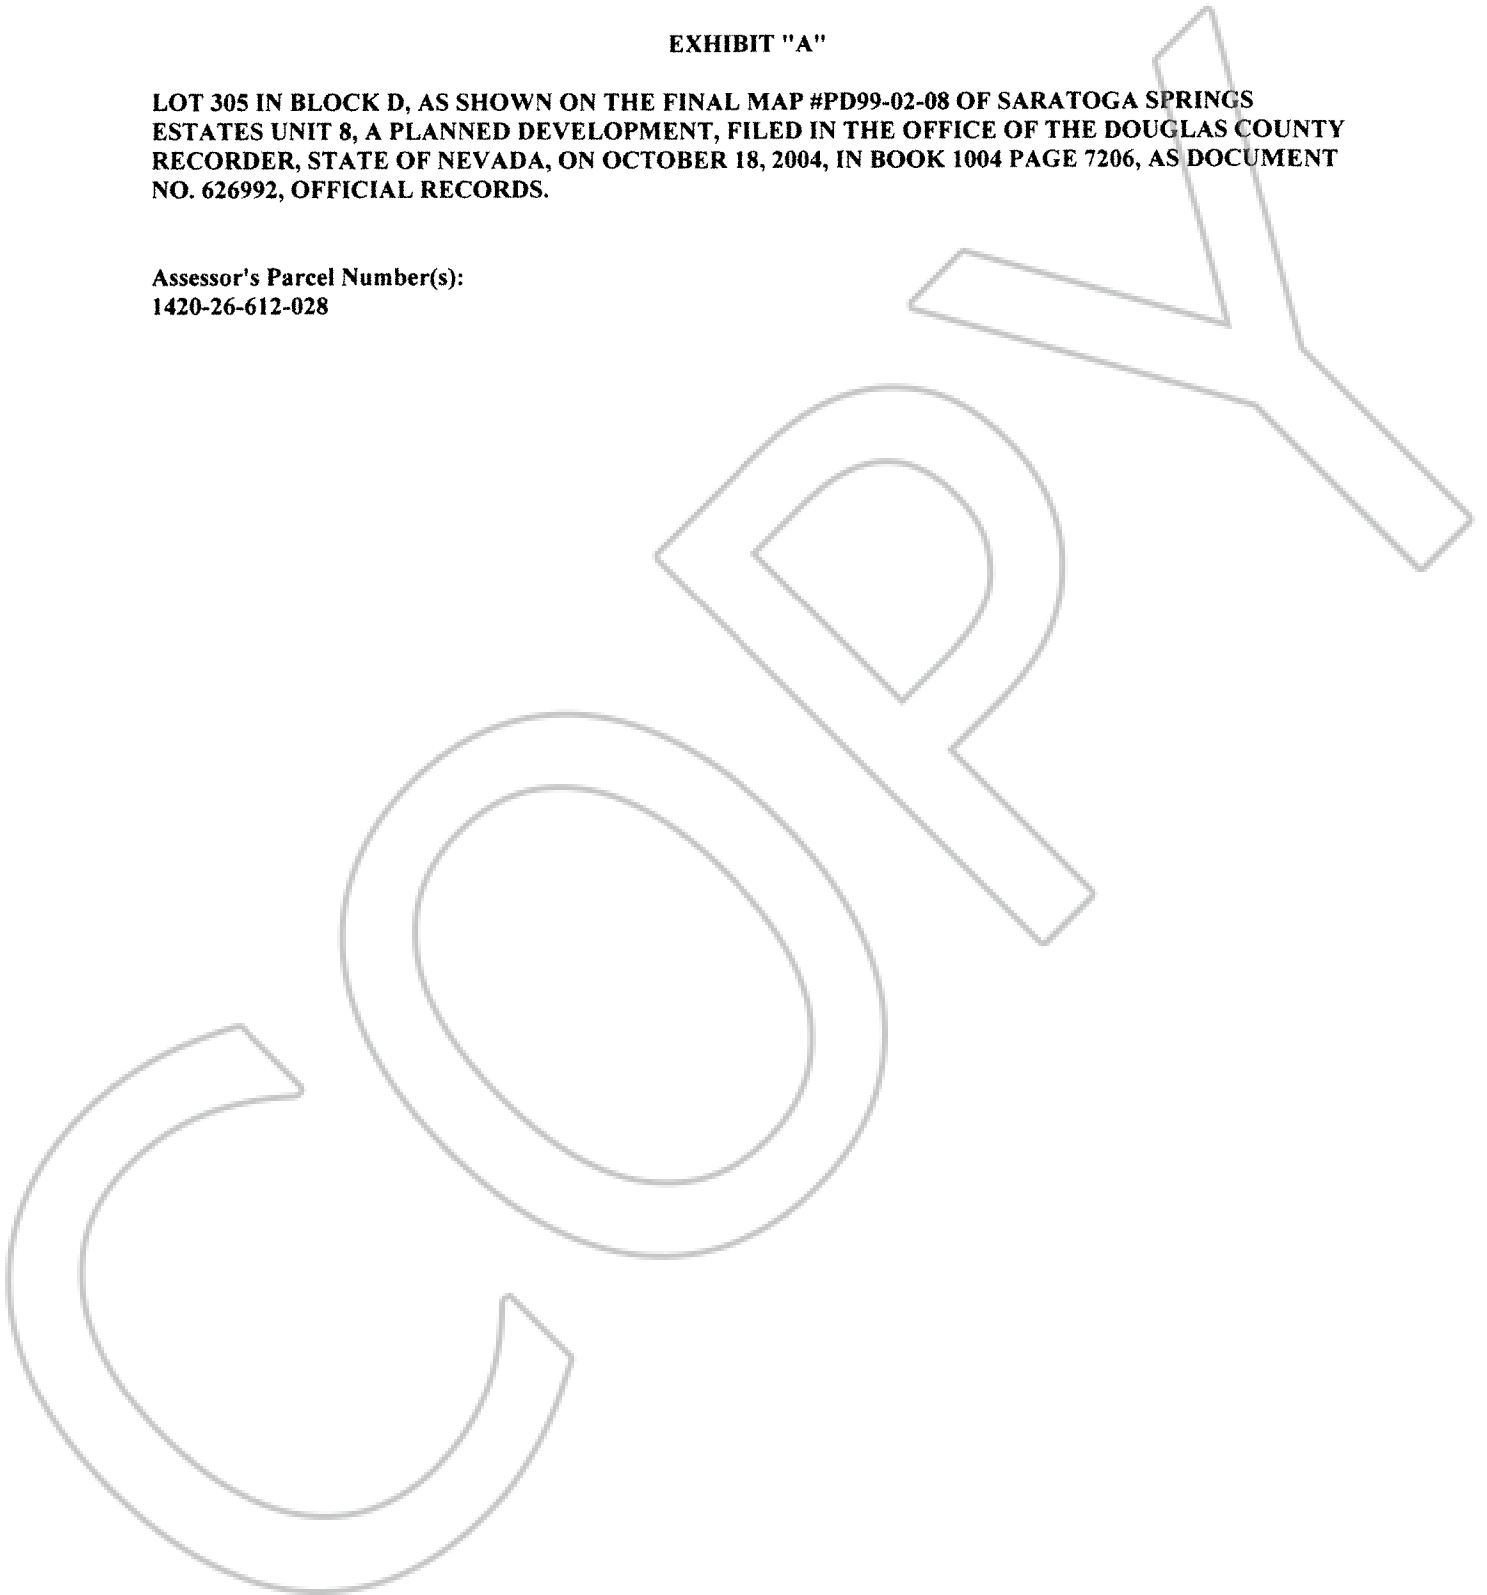 EXHIBIT "A"
LOT 305 IN BLOCK D, AS SHOWN ON THE FINAL MAP #PD99-02-08 OF SARATOGA SPRINGS
ESTATES UNIT 8, A PLANNED DEVELOPMENT, FILED IN THE OFFICE OF THE DOUGLAS COUNTY
RECORDER, STATE OF NEVADA, ON OCTOBER 18, 2004, IN BOOK 1004 PAGE 7206, AS DOCUMENT
NO. 626992, OFFICIAL RECORDS.
Assessor's Parcel Number(s):
1420-26-612-028
COPY